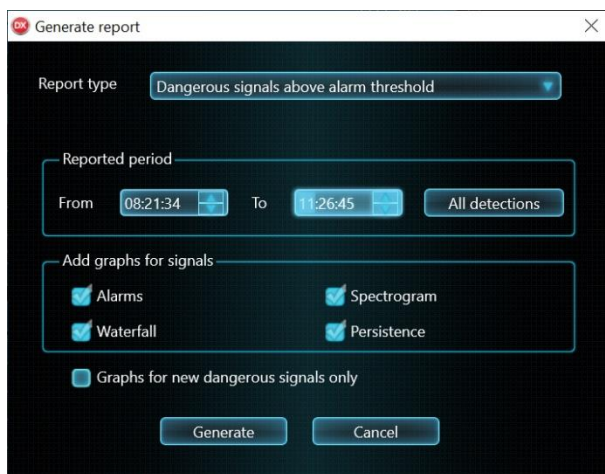 DX Generate report
Report type Dangerous signals above alarm threshold
Reported period
From 08:21:34 To 11:26:45 All detections
Add graphs for signals
Alarms Spectrogram
Waterfall Persistence
Graphs for new dangerous signals only
Generate Cancel